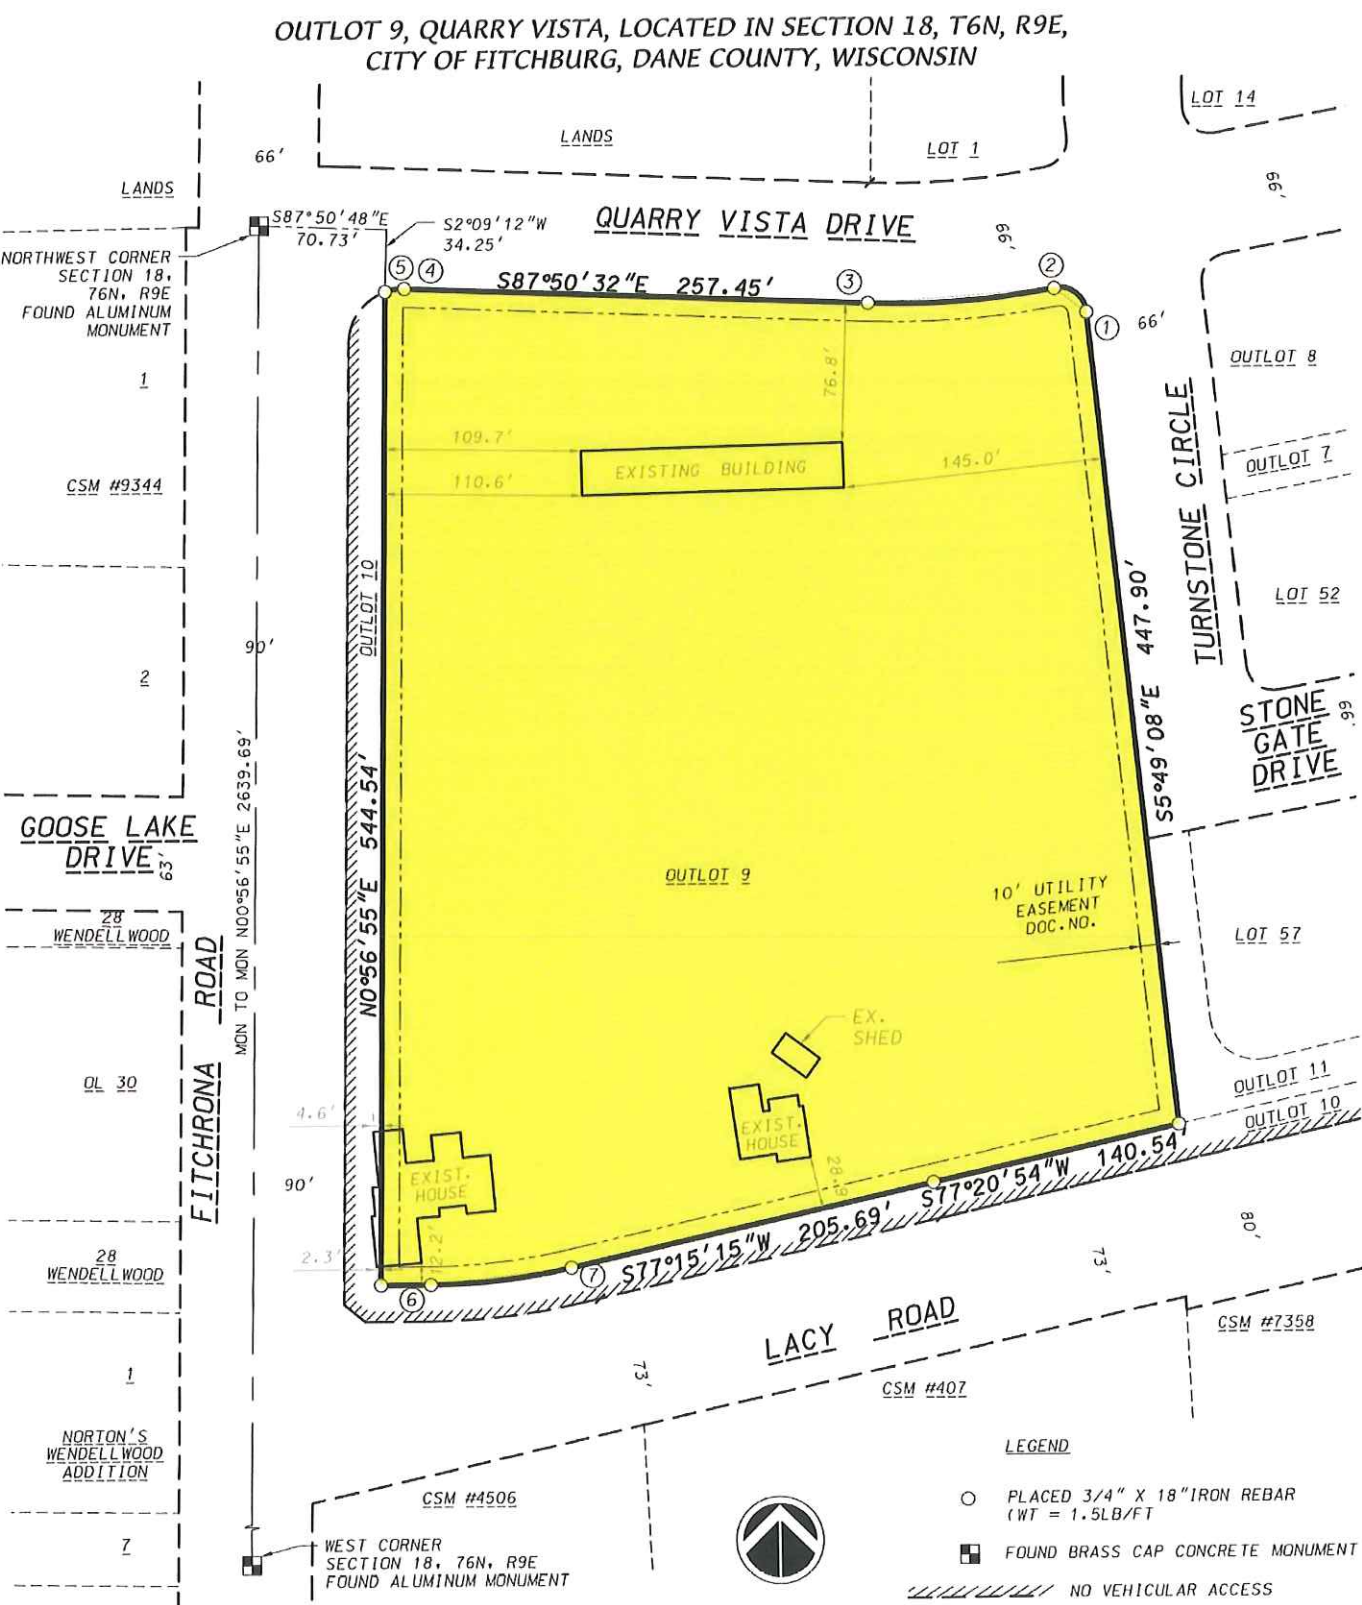 OUTLOT 9, QUARRY VISTA, LOCATED IN SECTION 18, T6N, R9E,
CITY OF FITCHBURG, DANE COUNTY, WISCONSIN
LOT 14
LANDS
LOT 1
66'
LANDS
66'
S87°50'48"E
70.73'
S2°09'12"W
34.25'
QUARRY VISTA DRIVE
66'
NORTHWEST CORNER
SECTION 18,
76N, R9E
FOUND ALUMINUM
MONUMENT
5
4
S87°50'32"E 257.45'
3
2
1
66'
1
76.8'
OUTLOT 8
109.7'
EXISTING BUILDING
145.0'
110.6'
OUTLOT 7
CSM #9344
TURNSTONE CIRCLE
OUTLOT 10
447.90'
LOT 52
90'
2
S5°49'08"E
STONE
GATE
DRIVE
66'
MON TO MON N00°56'55"E 2639.69'
N0°56'55"E 544.54'
GOOSE LAKE
DRIVE
63'
OUTLOT 9
10' UTILITY
EASEMENT
DOC.NO.
28
WENDELLWOOD
LOT 57
FITCHRONA ROAD
EX.
SHED
OL 30
OUTLOT 11
OUTLOT 10
4.6'
EXIST.
HOUSE
EXIST.
HOUSE
28.9
90'
S77°20'54"W 140.54'
S77°15'15"W 205.69'
80'
28
WENDELLWOOD
2.3'
12.2'
6
7
73'
LACY ROAD
CSM #7358
73'
CSM #407
1
NORTON'S
WENDELLWOOD
ADDITION
CSM #4506
7
WEST CORNER
SECTION 18, 76N, R9E
FOUND ALUMINUM MONUMENT
LEGEND
PLACED 3/4" X 18"IRON REBAR
(WT = 1.5LB/FT
FOUND BRASS CAP CONCRETE MONUMENT
NO VEHICULAR ACCESS